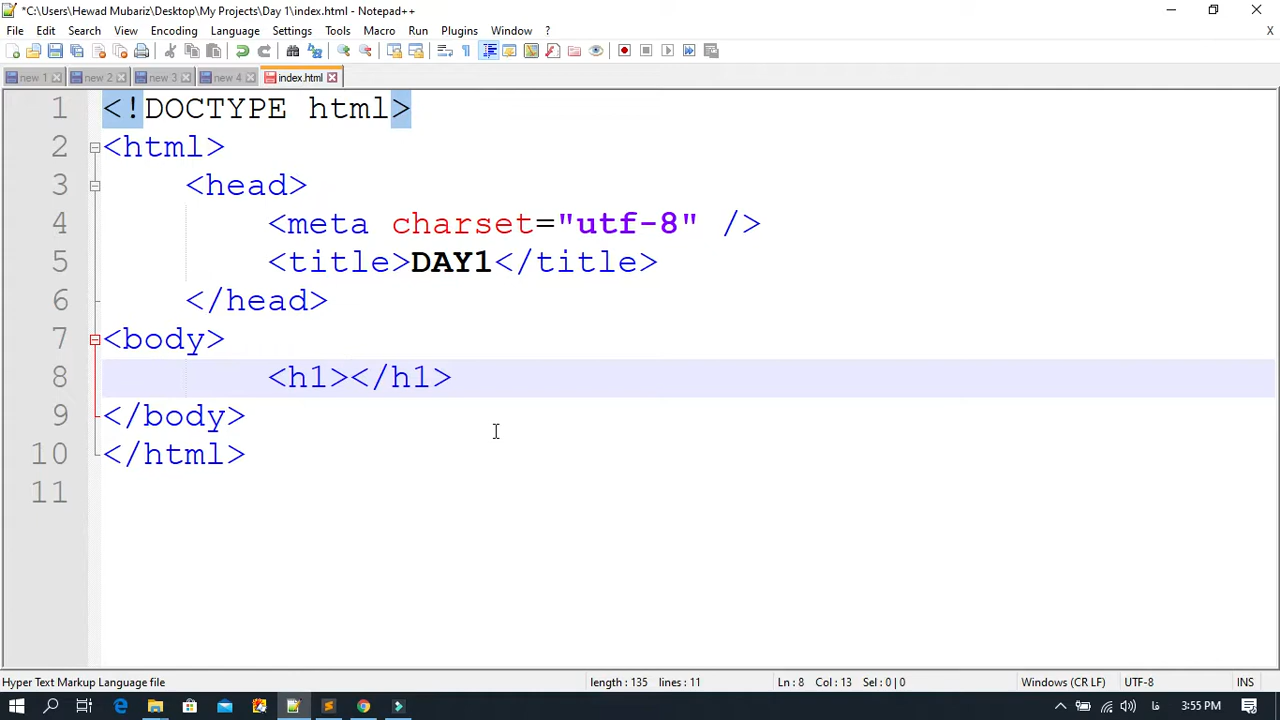 *C:\Users\Hewad Mubariz\Desktop\My Projects\Day 1\index.html - Notepad++
File Edit Search View Encoding Language Settings Tools Macro Run Plugins Window ? X
new 1 new 2 new 3 new 4 index.html
1 <!DOCTYPE html>
2 <html>
3 <head>
4 <meta charset="utf-8" />
5 <title>DAY1</title>
6 </head>
7 <body>
8 <h1></h1>
9 </body>
10 </html>
11
Hyper Text Markup Language file length : 135 lines : 11 Ln : 8 Col : 13 Sel : 0 | 0 Windows (CR LF) UTF-8 INS
فا 3:55 PM